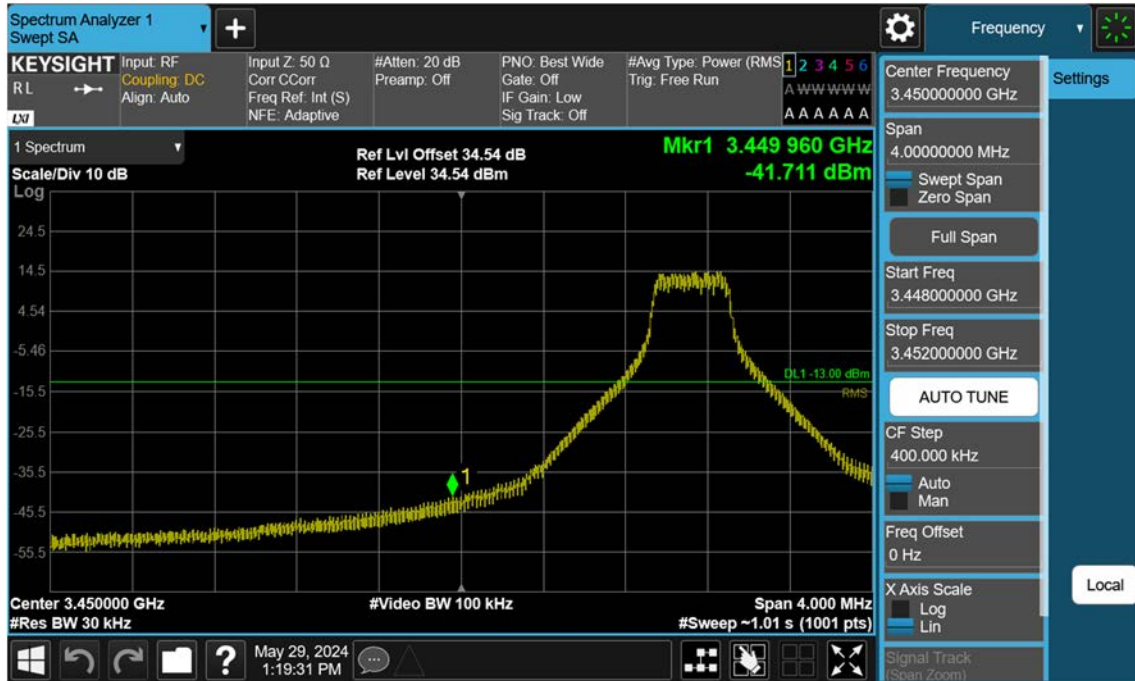 Spectrum Analyzer 1
Swept SA
Frequency
KEYSIGHT
RL
LXI
Input: RF
Coupling: DC
Align: Auto
Input Z: 50 Ω
Corr CCorr
Freq Ref: Int (S)
NFE: Adaptive
#Atten: 20 dB
Preamp: Off
PNO: Best Wide
Gate: Off
IF Gain: Low
Sig Track: Off
#Avg Type: Power (RMS
Trig: Free Run
1 2 3 4 5 6
A W W W W W
A A A A A A
1 Spectrum
Scale/Div 10 dB
Ref Lvl Offset 34.54 dB
Ref Level 34.54 dBm
Mkr1 3.449 960 GHz
-41.711 dBm
Log
24.5
14.5
4.54
-5.46
-15.5
-25.5
-35.5
-45.5
-55.5
DL1 -13.00 dBm
RMS
1
Center 3.450000 GHz
#Res BW 30 kHz
#Video BW 100 kHz
Span 4.000 MHz
#Sweep ~1.01 s (1001 pts)
Center Frequency
3.450000000 GHz
Span
4.00000000 MHz
Swept Span
Zero Span
Full Span
Start Freq
3.448000000 GHz
Stop Freq
3.452000000 GHz
AUTO TUNE
CF Step
400.000 kHz
Auto
Man
Freq Offset
0 Hz
X Axis Scale
Log
Lin
Signal Track
(Span Zoom)
Settings
Local
?
May 29, 2024
1:19:31 PM